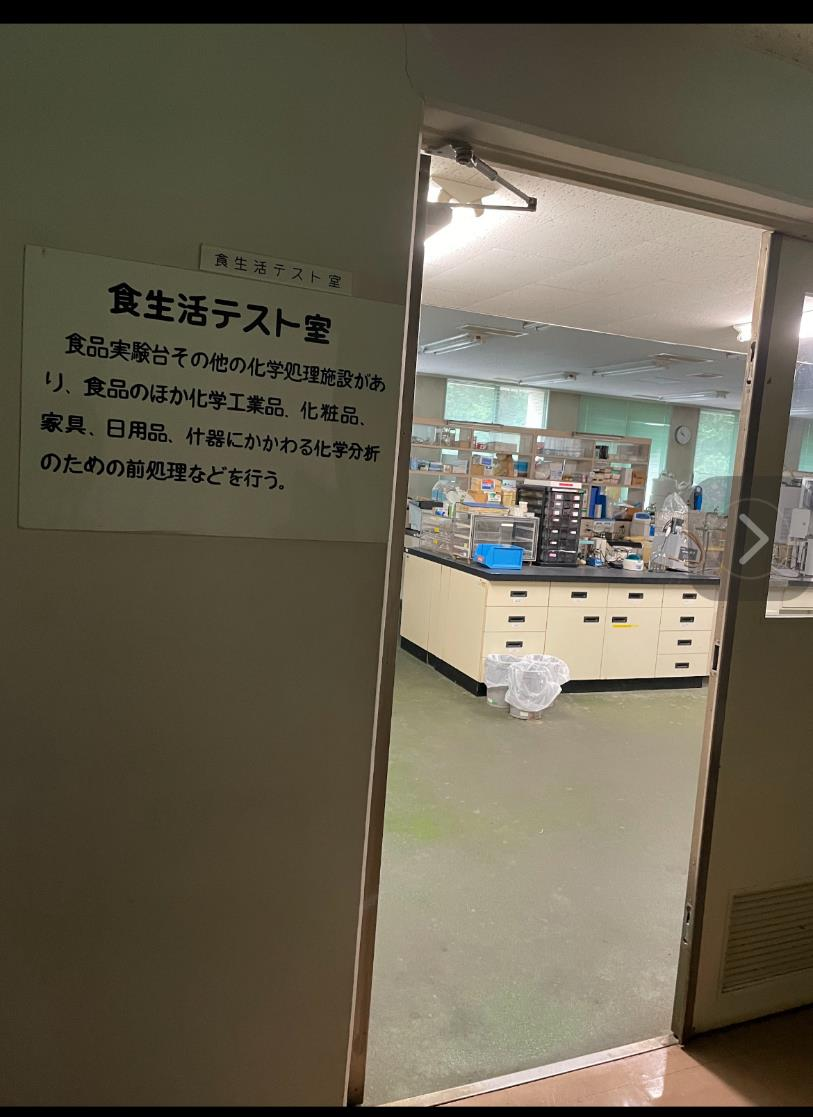 食生活テスト室
食生活テスト室
食品実験台その他の化学処理施設があ
り、食品のほか化学工業品、化粧品、
家具、日用品、什器にかかわる化学分析
のための前処理などを行う。